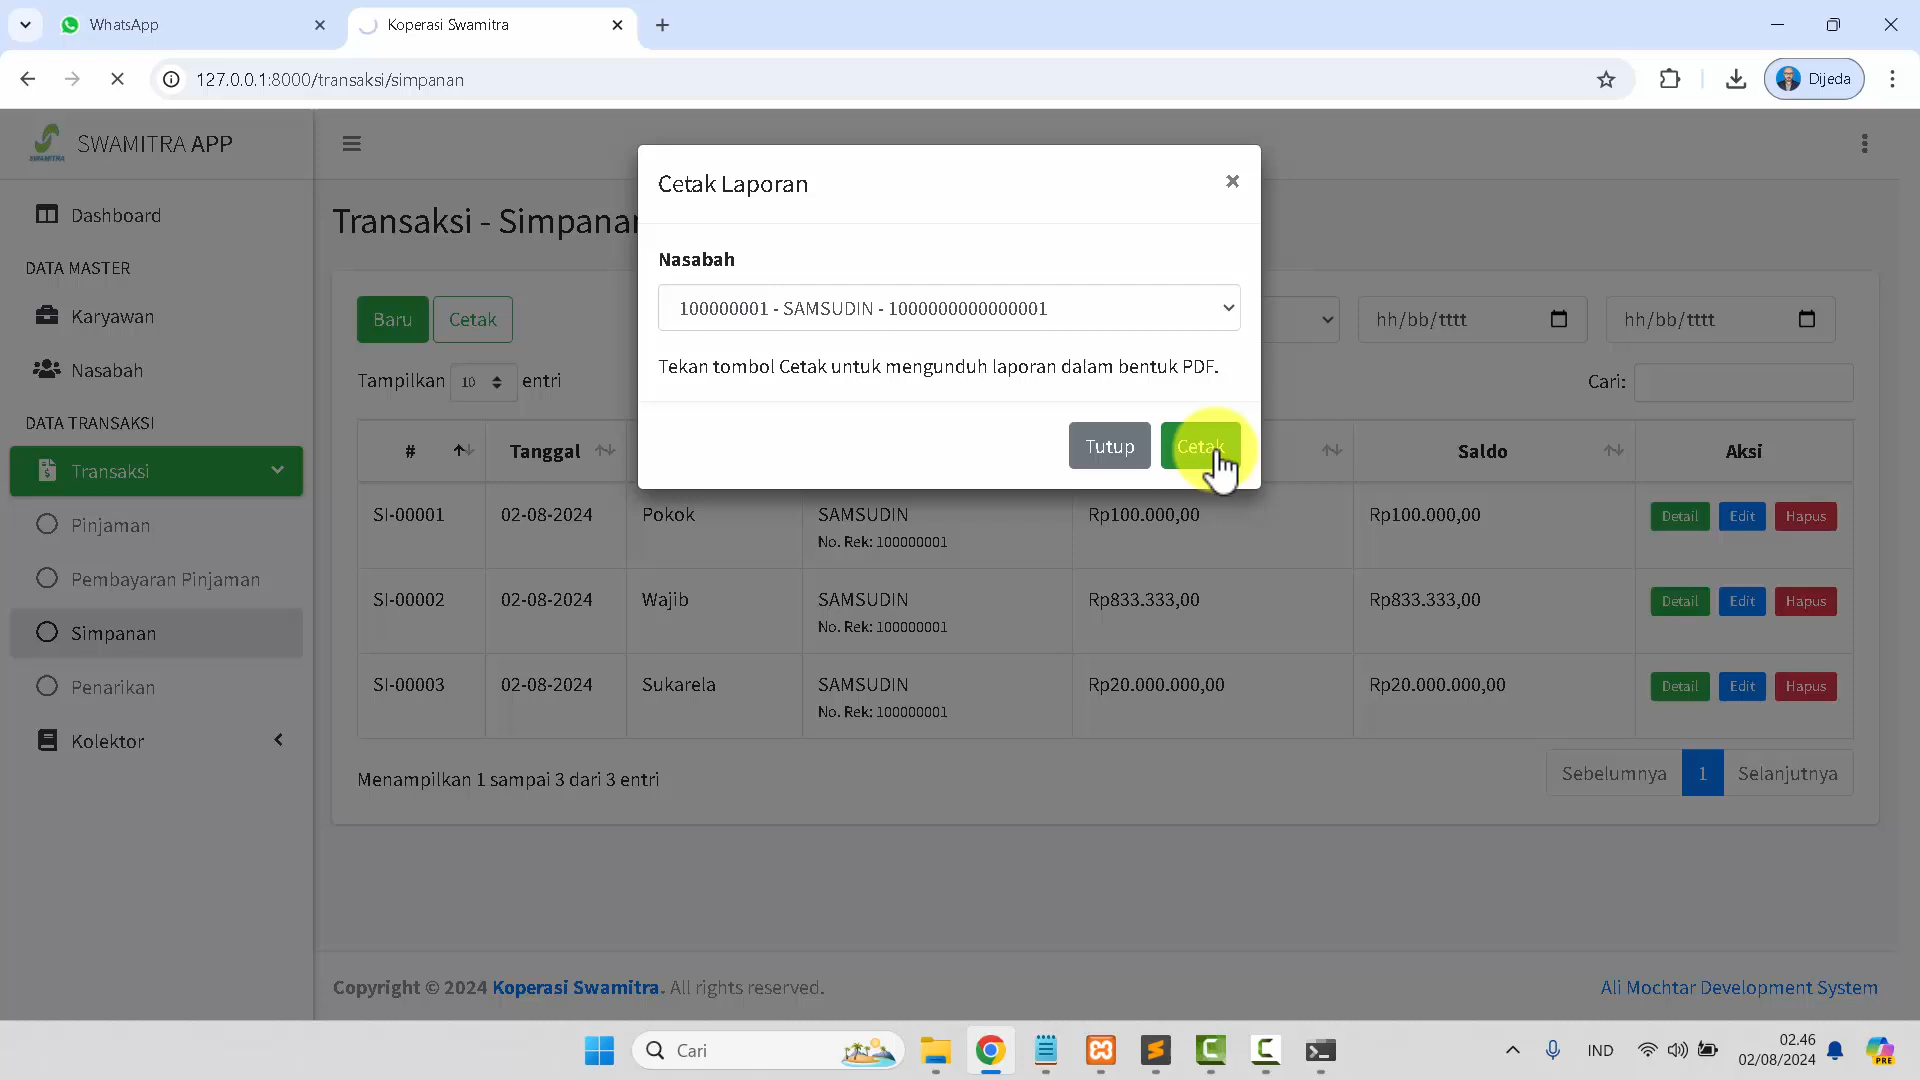 WhatsApp
Koperasi Swamitra
127.0.0.1:8000/transaksi/simpanan
Dijeda
SWAMITRA
SWAMITRA APP
Dashboard
DATA MASTER
Karyawan
Nasabah
DATA TRANSAKSI
Transaksi
Pinjaman
Pembayaran Pinjaman
Simpanan
Penarikan
Kolektor
Transaksi - Simpanan
Baru
Cetak
hh/bb/tttt
hh/bb/tttt
Tampilkan 10 entri
Cari:
Cetak Laporan
×
Nasabah
100000001 - SAMSUDIN - 1000000000000001
Tekan tombol Cetak untuk mengunduh laporan dalam bentuk PDF.
Tutup
Cetak
# Tanggal Saldo Aksi
SI-00001 02-08-2024 Pokok SAMSUDIN Rp100.000,00 Rp100.000,00 Detail Edit Hapus
No. Rek: 100000001
SI-00002 02-08-2024 Wajib SAMSUDIN Rp833.333,00 Rp833.333,00 Detail Edit Hapus
No. Rek: 100000001
SI-00003 02-08-2024 Sukarela SAMSUDIN Rp20.000.000,00 Rp20.000.000,00 Detail Edit Hapus
No. Rek: 100000001
Menampilkan 1 sampai 3 dari 3 entri
Sebelumnya 1 Selanjutnya
Copyright © 2024 Koperasi Swamitra. All rights reserved.
Ali Mochtar Development System
Cari
IND
02.46
02/08/2024
PRE